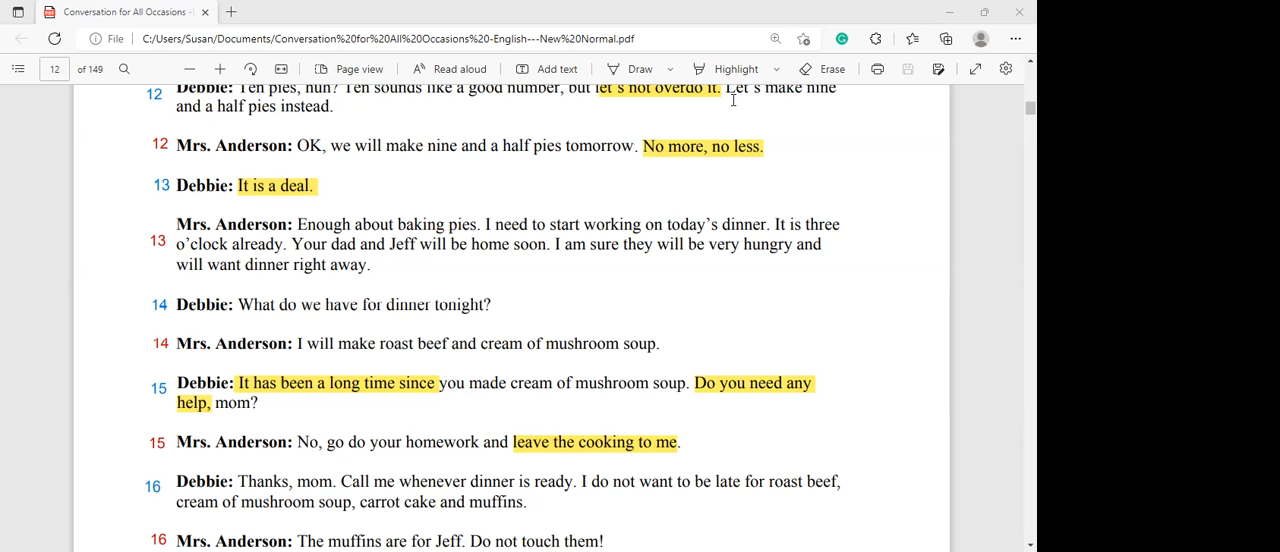 Conversation for All Occasions -
File C:/Users/Susan/Documents/Conversation%20for%20All%20Occasions%20-English---New%20Normal.pdf
12 of 149 Page view Read aloud Add text Draw Highlight Erase
12 Debbie: Ten pies, huh? Ten sounds like a good number, but let's not overdo it. Let's make nine
and a half pies instead.
12 Mrs. Anderson: OK, we will make nine and a half pies tomorrow. No more, no less.
13 Debbie: It is a deal.
Mrs. Anderson: Enough about baking pies. I need to start working on today's dinner. It is three
13 o'clock already. Your dad and Jeff will be home soon. I am sure they will be very hungry and
will want dinner right away.
14 Debbie: What do we have for dinner tonight?
14 Mrs. Anderson: I will make roast beef and cream of mushroom soup.
15 Debbie: It has been a long time since you made cream of mushroom soup. Do you need any
help, mom?
15 Mrs. Anderson: No, go do your homework and leave the cooking to me.
16 Debbie: Thanks, mom. Call me whenever dinner is ready. I do not want to be late for roast beef,
cream of mushroom soup, carrot cake and muffins.
16 Mrs. Anderson: The muffins are for Jeff. Do not touch them!